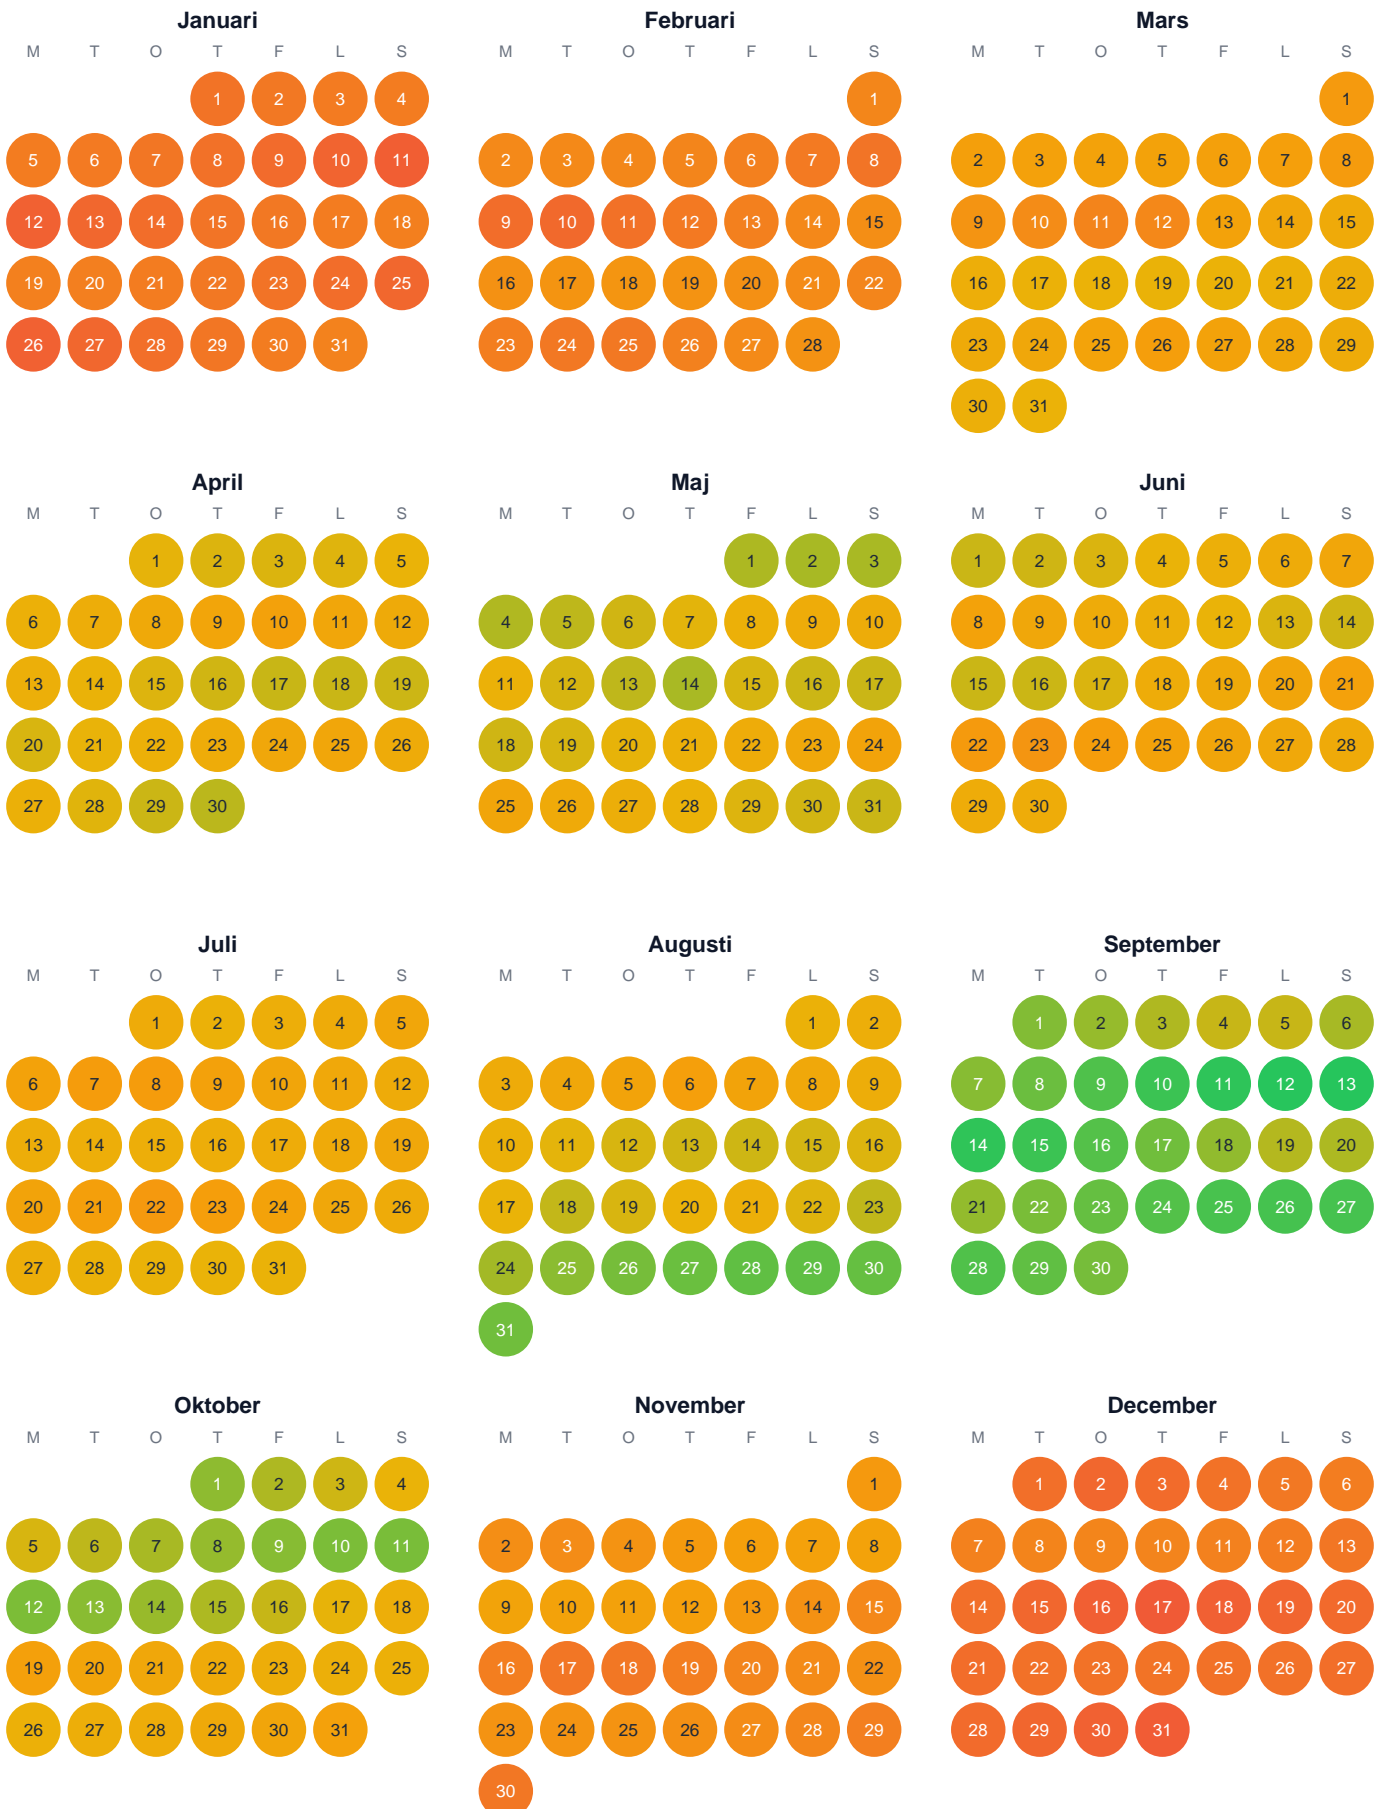 Januari Februari Mars
M T O T F L S M T O T F L S M T O T F L S
1 2 3 4 1 1
5 6 7 8 9 10 11 2 3 4 5 6 7 8 2 3 4 5 6 7 8
12 13 14 15 16 17 18 9 10 11 12 13 14 15 9 10 11 12 13 14 15
19 20 21 22 23 24 25 16 17 18 19 20 21 22 16 17 18 19 20 21 22
26 27 28 29 30 31 23 24 25 26 27 28 23 24 25 26 27 28 29
30 31
April Maj Juni
M T O T F L S M T O T F L S M T O T F L S
1 2 3 4 5 1 2 3 1 2 3 4 5 6 7
6 7 8 9 10 11 12 4 5 6 7 8 9 10 8 9 10 11 12 13 14
13 14 15 16 17 18 19 11 12 13 14 15 16 17 15 16 17 18 19 20 21
20 21 22 23 24 25 26 18 19 20 21 22 23 24 22 23 24 25 26 27 28
27 28 29 30 25 26 27 28 29 30 31 29 30
Juli Augusti September
M T O T F L S M T O T F L S M T O T F L S
1 2 3 4 5 1 2 1 2 3 4 5 6
6 7 8 9 10 11 12 3 4 5 6 7 8 9 7 8 9 10 11 12 13
13 14 15 16 17 18 19 10 11 12 13 14 15 16 14 15 16 17 18 19 20
20 21 22 23 24 25 26 17 18 19 20 21 22 23 21 22 23 24 25 26 27
27 28 29 30 31 24 25 26 27 28 29 30 28 29 30
31
Oktober November December
M T O T F L S M T O T F L S M T O T F L S
1 2 3 4 1 1 2 3 4 5 6
5 6 7 8 9 10 11 2 3 4 5 6 7 8 7 8 9 10 11 12 13
12 13 14 15 16 17 18 9 10 11 12 13 14 15 14 15 16 17 18 19 20
19 20 21 22 23 24 25 16 17 18 19 20 21 22 21 22 23 24 25 26 27
26 27 28 29 30 31 23 24 25 26 27 28 29 28 29 30 31
30